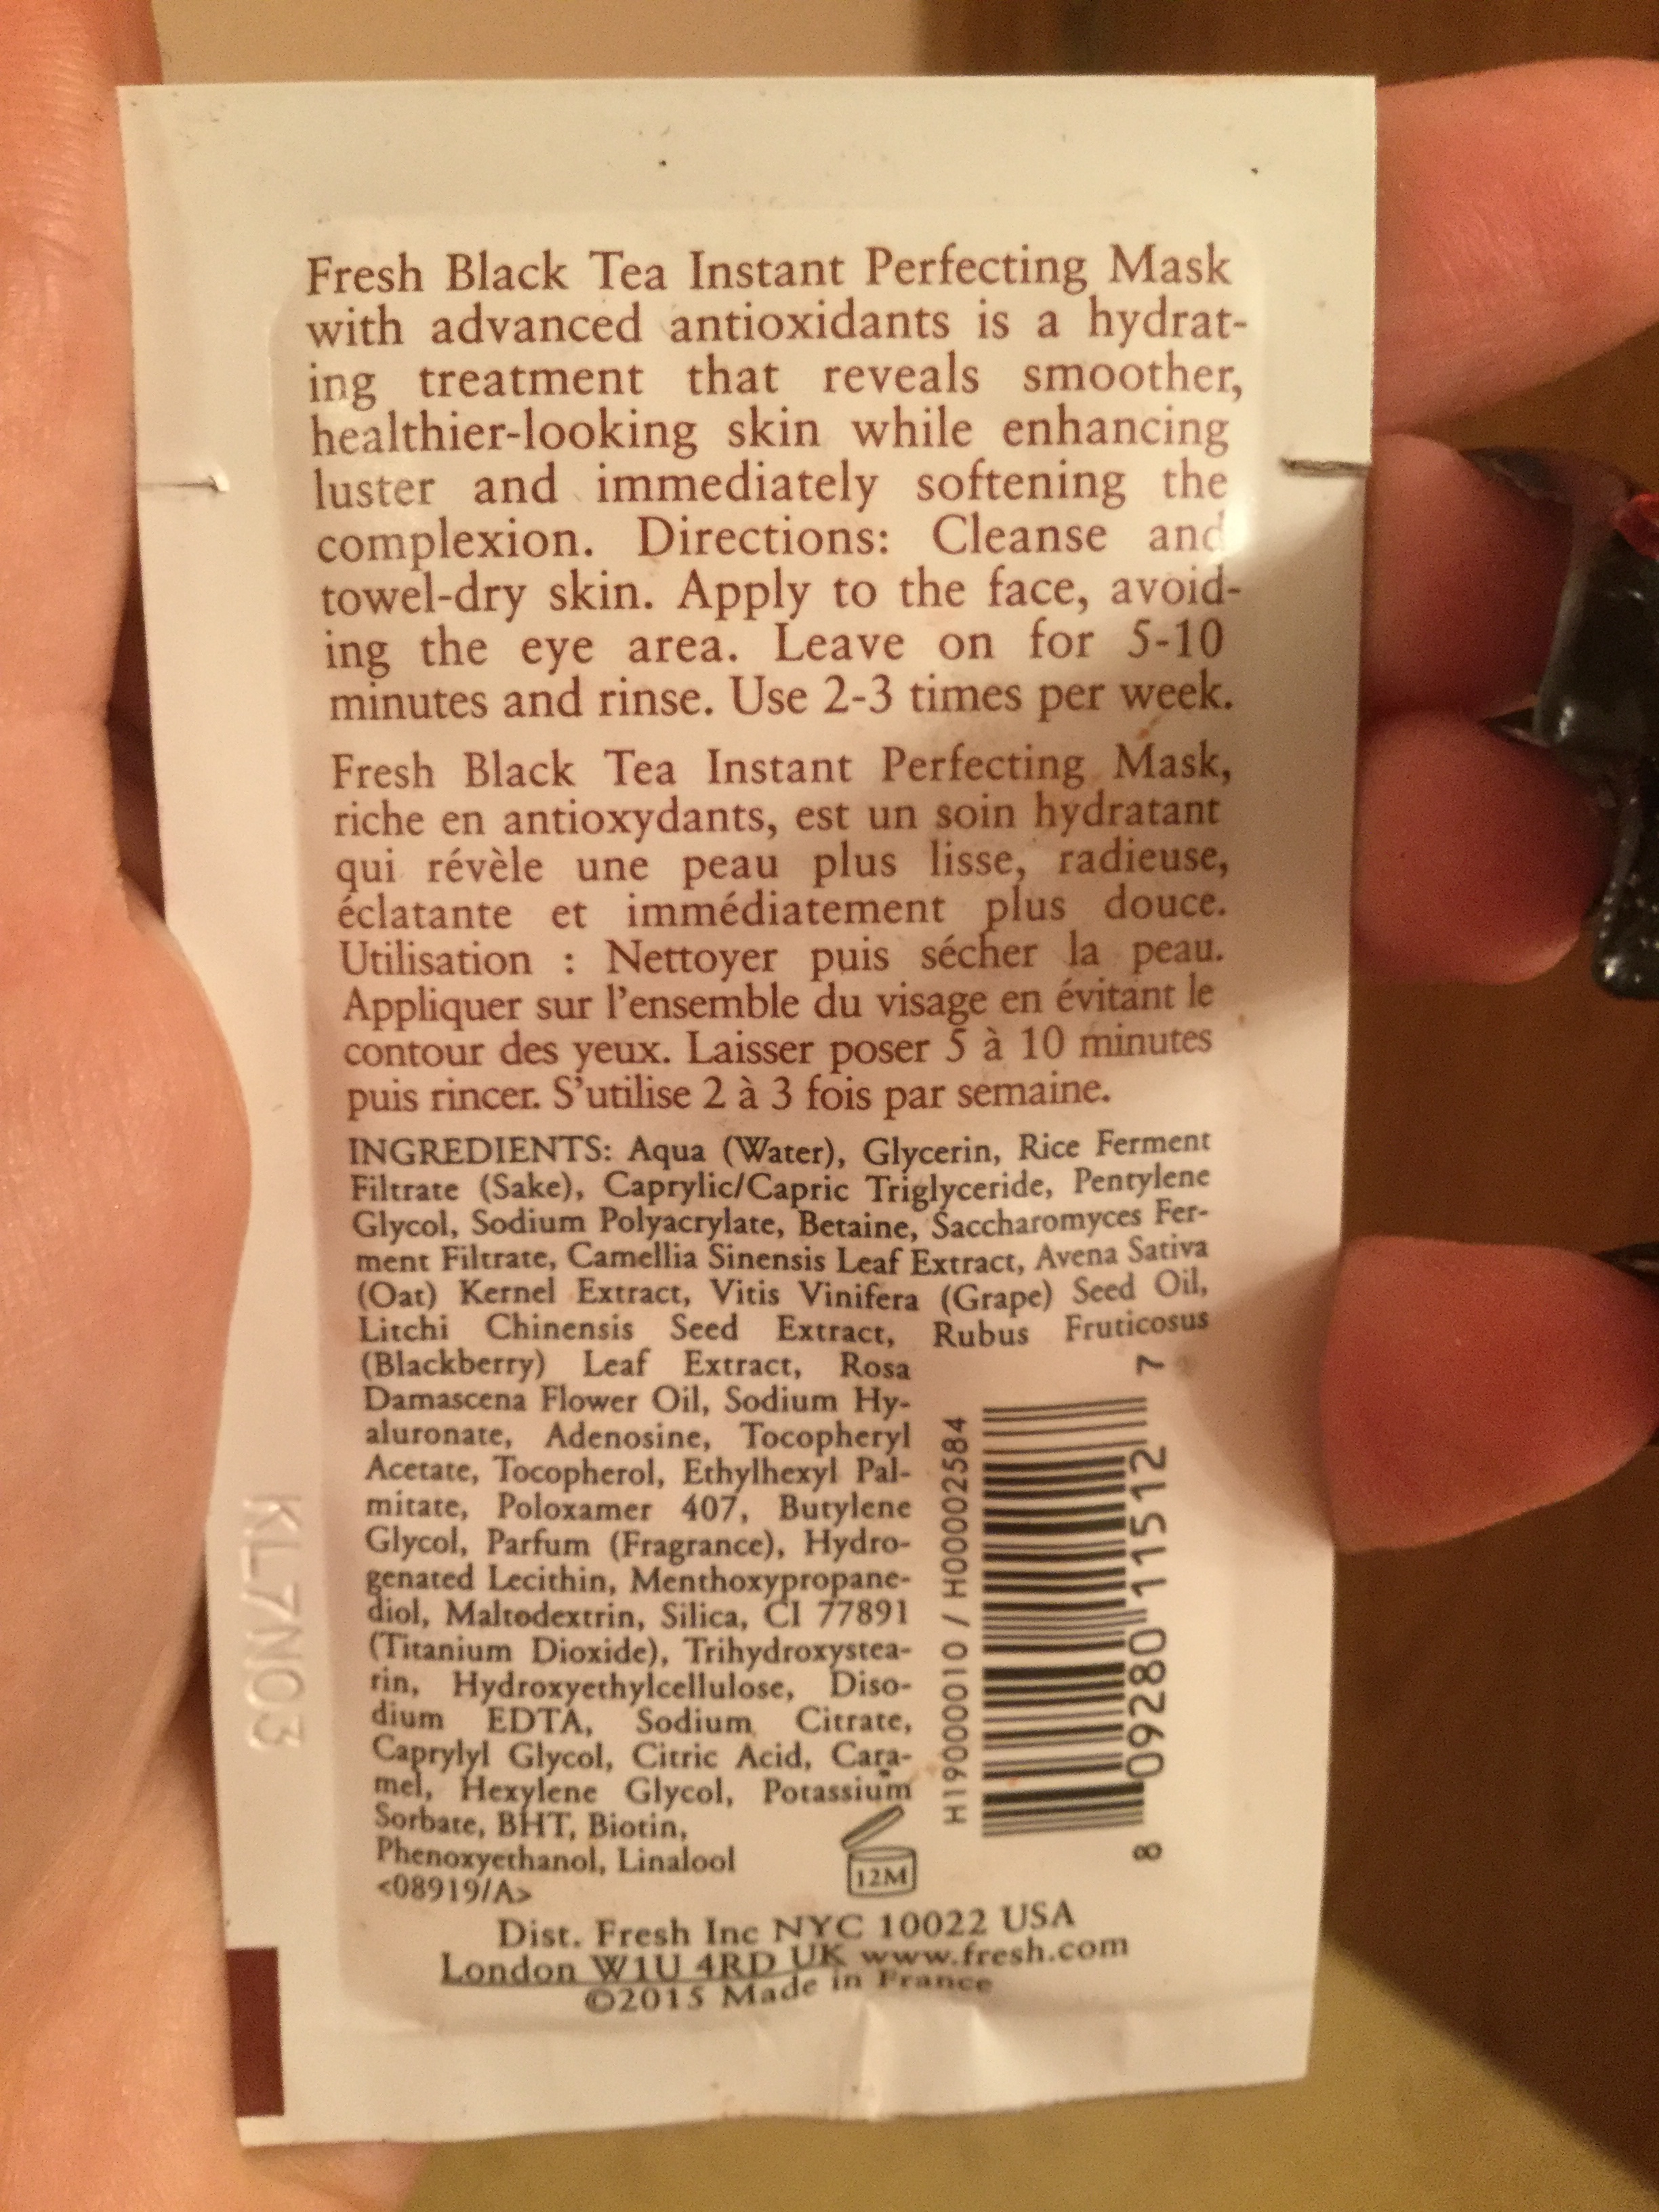 Fresh Black Tea Instant Perfecting Mask
with advanced antioxidants is a hydrat-
ing treatment that reveals smoother,
healthier-looking skin while enhancing
luster and immediately softening the
complexion. Directions: Cleanse and
towel-dry skin. Apply to the face, avoid-
ing the eye area. Leave on for 5-10
minutes and rinse. Use 2-3 times per week.
Fresh Black Tea Instant Perfecting Mask,
riche en antioxydants, est un soin hydratant
qui révèle une peau plus lisse, radieuse,
éclatante et immédiatement plus douce.
Utilisation : Nettoyer puis sécher la peau.
Appliquer sur l'ensemble du visage en évitant le
contour des yeux. Laisser poser 5 à 10 minutes
puis rincer. S'utilise 2 à 3 fois par semaine.
INGREDIENTS: Aqua (Water), Glycerin, Rice Ferment
Filtrate (Sake), Caprylic/Capric Triglyceride, Pentylene
Glycol, Sodium Polyacrylate, Betaine, Saccharomyces Fer-
ment Filtrate, Camellia Sinensis Leaf Extract, Avena Sativa
(Oat) Kernel Extract, Vitis Vinifera (Grape) Seed Oil,
Litchi Chinensis Seed Extract, Rubus Fruticosus
(Blackberry) Leaf Extract, Rosa
Damascena Flower Oil, Sodium Hy-
aluronate, Adenosine, Tocopheryl
Acetate, Tocopherol, Ethylhexyl Pal-
mitate, Poloxamer 407, Butylene
Glycol, Parfum (Fragrance), Hydro-
genated Lecithin, Menthoxypropane-
diol, Maltodextrin, Silica, CI 77891
(Titanium Dioxide), Trihydroxystea-
rin, Hydroxyethylcellulose, Diso-
dium EDTA, Sodium Citrate,
Caprylyl Glycol, Citric Acid, Cara-
mel, Hexylene Glycol, Potassium
Sorbate, BHT, Biotin,
Phenoxyethanol, Linalool
<08919/A>
12M
H19000010 / H00002584
8 09280 11512 7
Dist. Fresh Inc NYC 10022 USA
London W1U 4RD UK www.fresh.com
©2015 Made in France
KL7N03